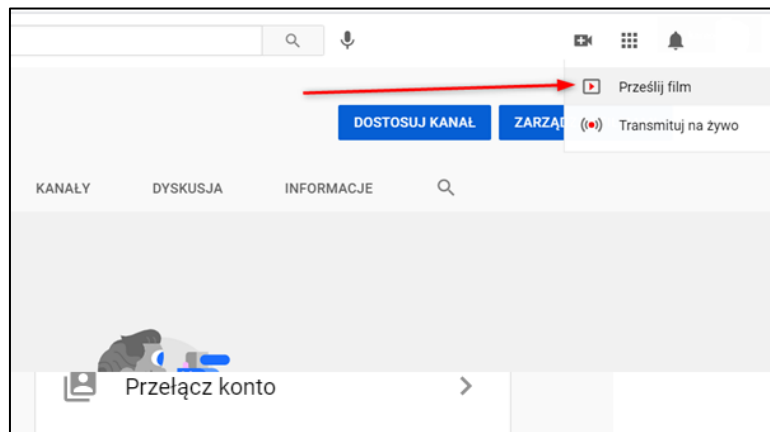 Prześlij film
DOSTOSUJ KANAŁ
ZARZĄ
Transmituj na żywo
KANAŁY
DYSKUSJA
INFORMACJE
Przełącz konto